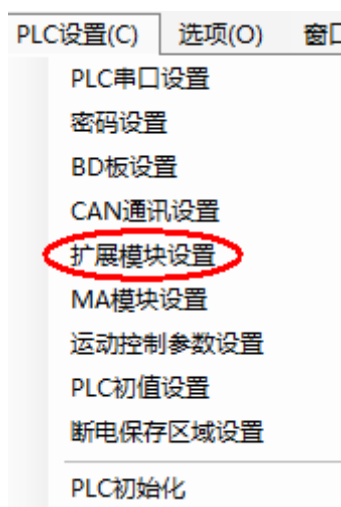 PLC设置(C) 选项(O) 窗口
PLC串口设置
密码设置
BD板设置
CAN通讯设置
扩展模块设置
MA模块设置
运动控制参数设置
PLC初值设置
断电保存区域设置
PLC初始化